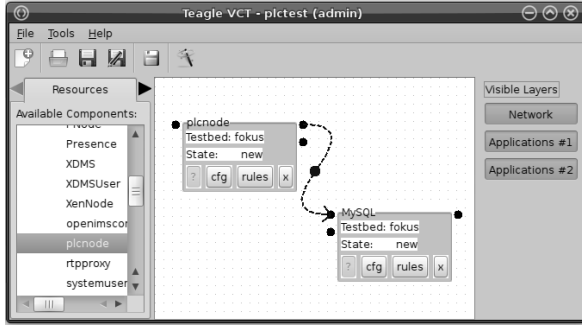 Teagle VCT - plctest (admin)
File Tools Help
Resources
Available Components:
Presence
XDMS
XDMSUser
XenNode
openimscor
plcnode
rtpproxy
systemuser
plcnode
Testbed: fokus
State: new
? cfg rules x
MySQL
Testbed: fokus
State: new
? cfg rules x
Visible Layers
Network
Applications #1
Applications #2